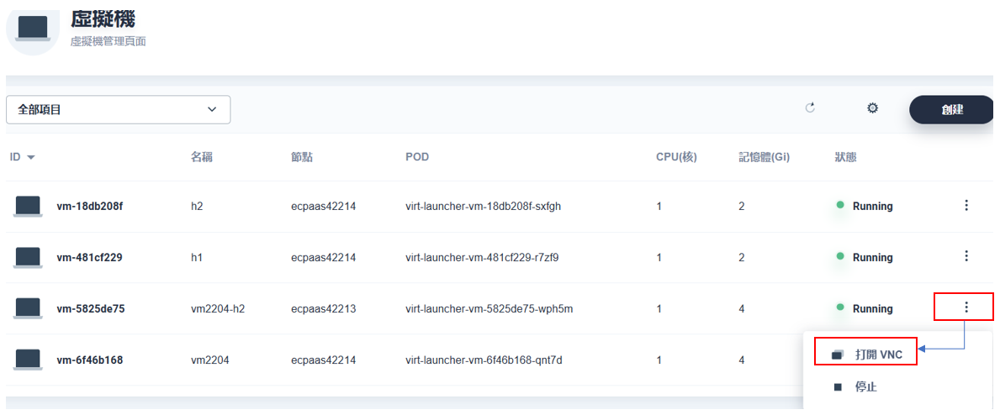 虛擬機
虛擬機管理頁面
全部項目
創建
ID 名稱 節點 POD CPU(核) 記憶體(Gi) 狀態
vm-18db208f h2 ecpaas42214 virt-launcher-vm-18db208f-sxfgh 1 2 Running
vm-481cf229 h1 ecpaas42214 virt-launcher-vm-481cf229-r7zf9 1 2 Running
vm-5825de75 vm2204-h2 ecpaas42213 virt-launcher-vm-5825de75-wph5m 1 4 Running
vm-6f46b168 vm2204 ecpaas42214 virt-launcher-vm-6f46b168-qnt7d 1 4
打開 VNC
停止